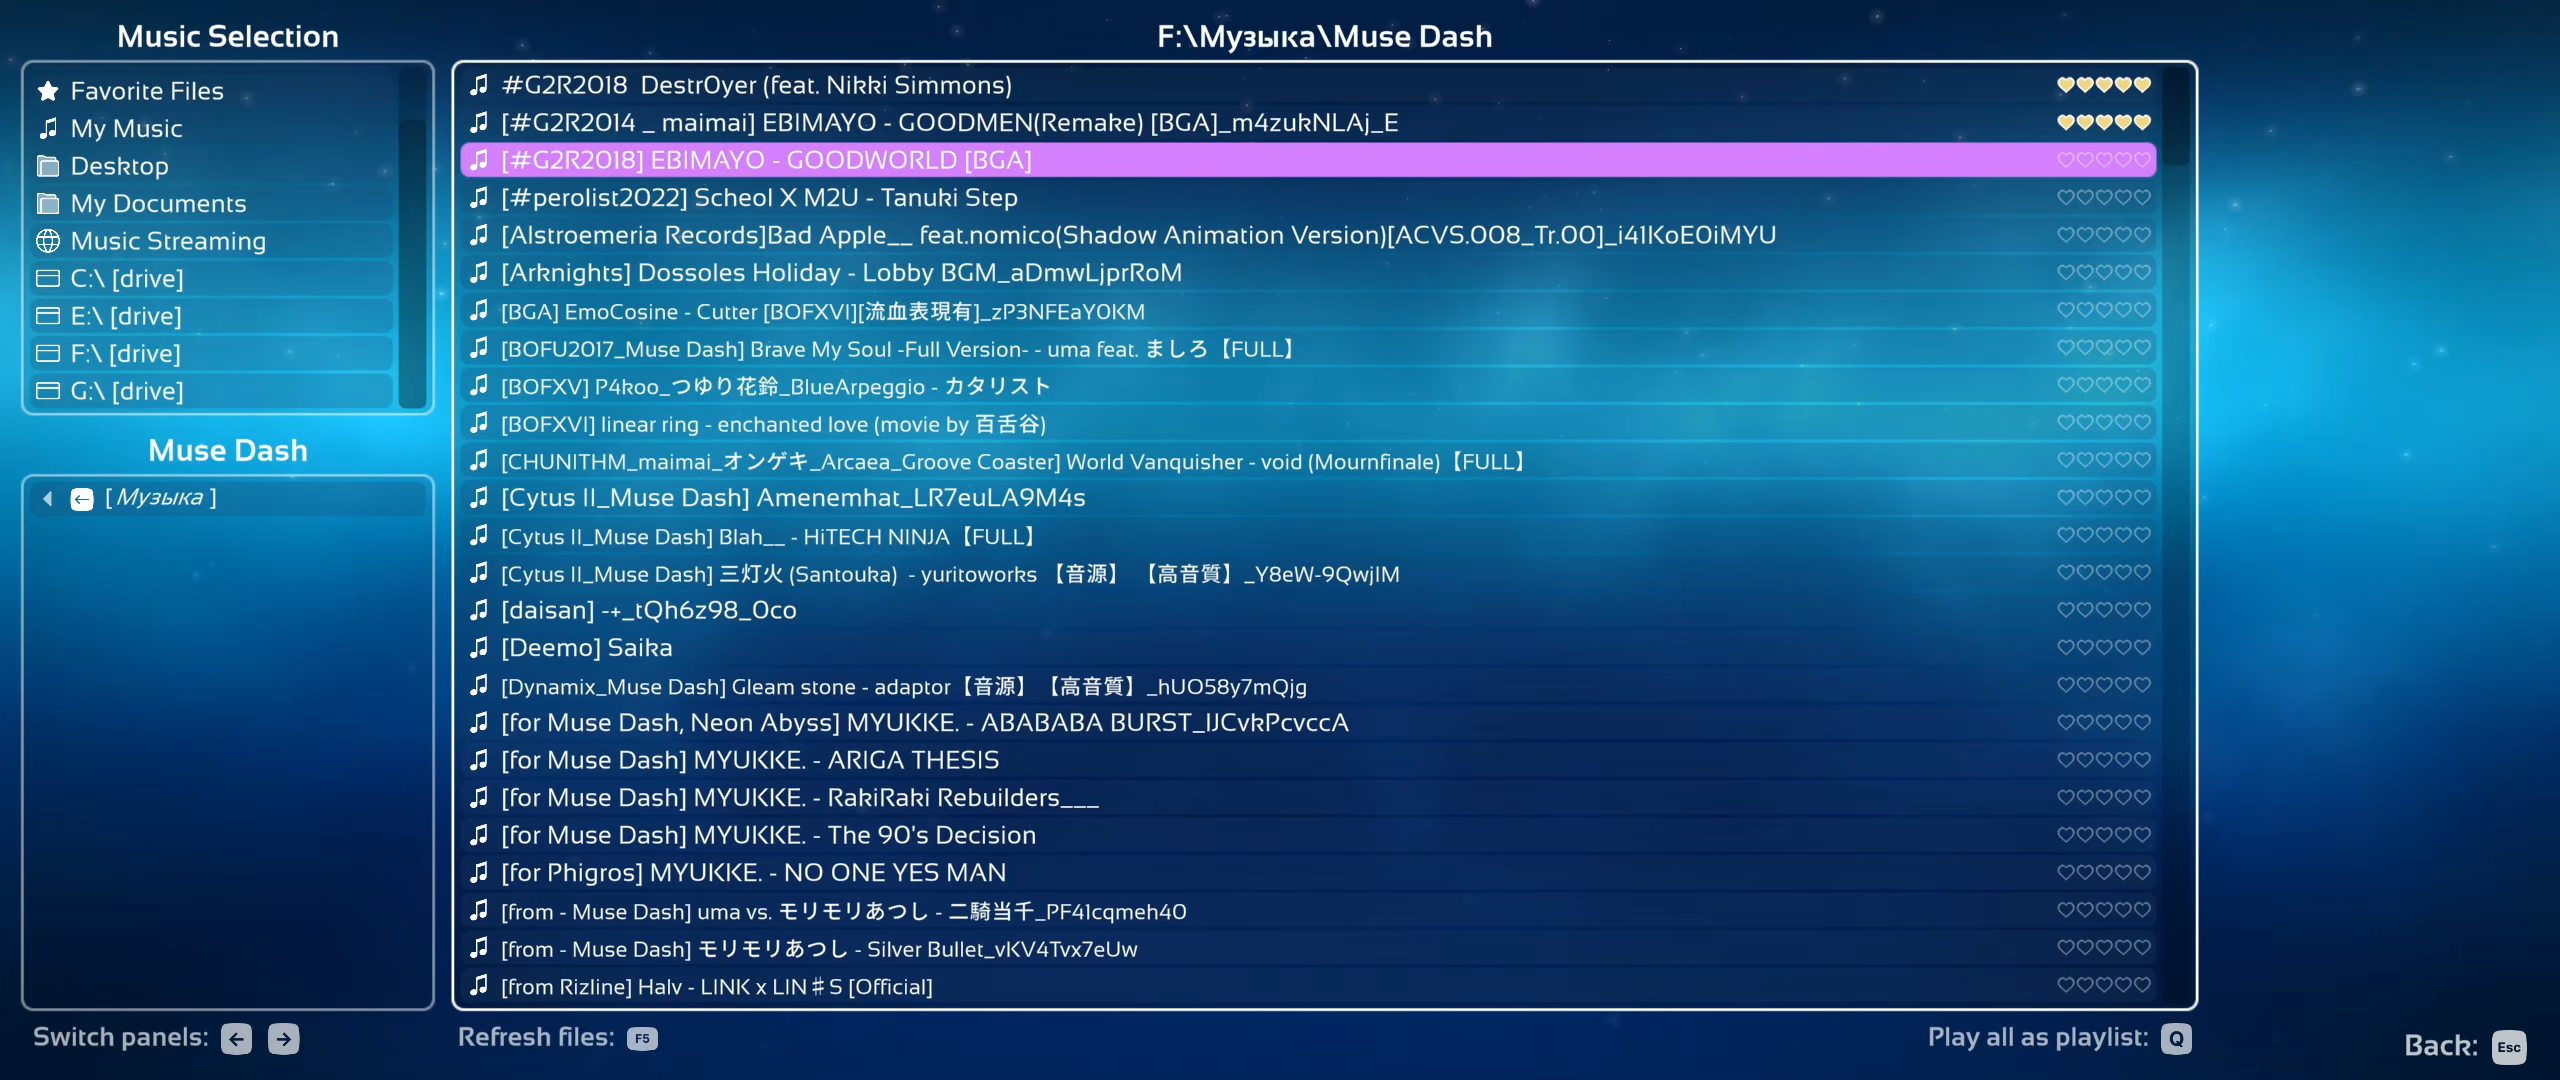 Music Selection
Favorite Files
My Music
Desktop
My Documents
Music Streaming
C:\ [drive]
E:\ [drive]
F:\ [drive]
G:\ [drive]
Muse Dash
[Музыка]
F:\Музыка\Muse Dash
#G2R2018  Destr0yer (feat. Nikki Simmons)
[#G2R2014 _ maimai] EBIMAYO - GOODMEN(Remake) [BGA]_m4zukNLAj_E
[#G2R2018] EBIMAYO - GOODWORLD [BGA]
[#perolist2022] Scheol X M2U - Tanuki Step
[Alstroemeria Records]Bad Apple__ feat.nomico(Shadow Animation Version)[ACVS.008_Tr.00]_i41KoE0iMYU
[Arknights] Dossoles Holiday - Lobby BGM_aDmwLjprRoM
[BGA] EmoCosine - Cutter [BOFXVI][流血表現有]_zP3NFEaY0KM
[BOFU2017_Muse Dash] Brave My Soul -Full Version- - uma feat. ましろ【FULL】
[BOFXV] P4koo_つゆり花鈴_BlueArpeggio - カタリスト
[BOFXVI] linear ring - enchanted love (movie by 百舌谷)
[CHUNITHM_maimai_オンゲキ_Arcaea_Groove Coaster] World Vanquisher - void (Mournfinale)【FULL】
[Cytus II_Muse Dash] Amenemhat_LR7euLA9M4s
[Cytus II_Muse Dash] Blah__ - HiTECH NINJA【FULL】
[Cytus II_Muse Dash] 三灯火 (Santouka)  - yuritoworks 【音源】 【高音質】_Y8eW-9QwjIM
[daisan] -+_tQh6z98_0co
[Deemo] Saika
[Dynamix_Muse Dash] Gleam stone - adaptor【音源】【高音質】_hUO58y7mQjg
[for Muse Dash, Neon Abyss] MYUKKE. - ABABABA BURST_IJCvkPcvccA
[for Muse Dash] MYUKKE. - ARIGA THESIS
[for Muse Dash] MYUKKE. - RakiRaki Rebuilders___
[for Muse Dash] MYUKKE. - The 90's Decision
[for Phigros] MYUKKE. - NO ONE YES MAN
[from - Muse Dash] uma vs. モリモリあつし - 二騎当千_PF41cqmeh40
[from - Muse Dash] モリモリあつし - Silver Bullet_vKV4Tvx7eUw
[from Rizline] Halv - LINK x LIN♯S [Official]
Switch panels: ← →
Refresh files: F5
Play all as playlist: Q
Back: Esc